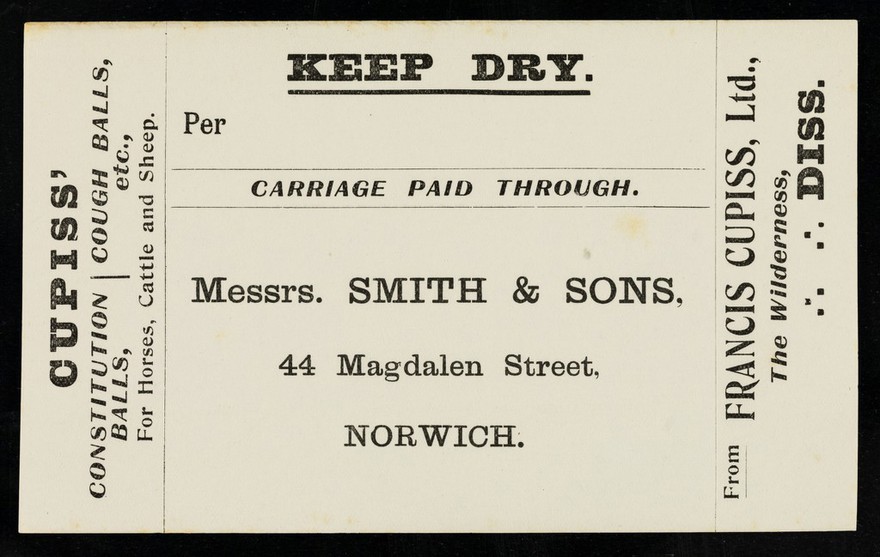 CUPISS'
CONSTITUTION | COUGH BALLS,
BALLS, etc.,
For Horses, Cattle and Sheep.
KEEP DRY.
Per
CARRIAGE PAID THROUGH.
Messrs. SMITH & SONS,
44 Magdalen Street,
NORWICH.
From FRANCIS CUPISS, Ltd.,
The Wilderness,
∴ ∴ DISS.